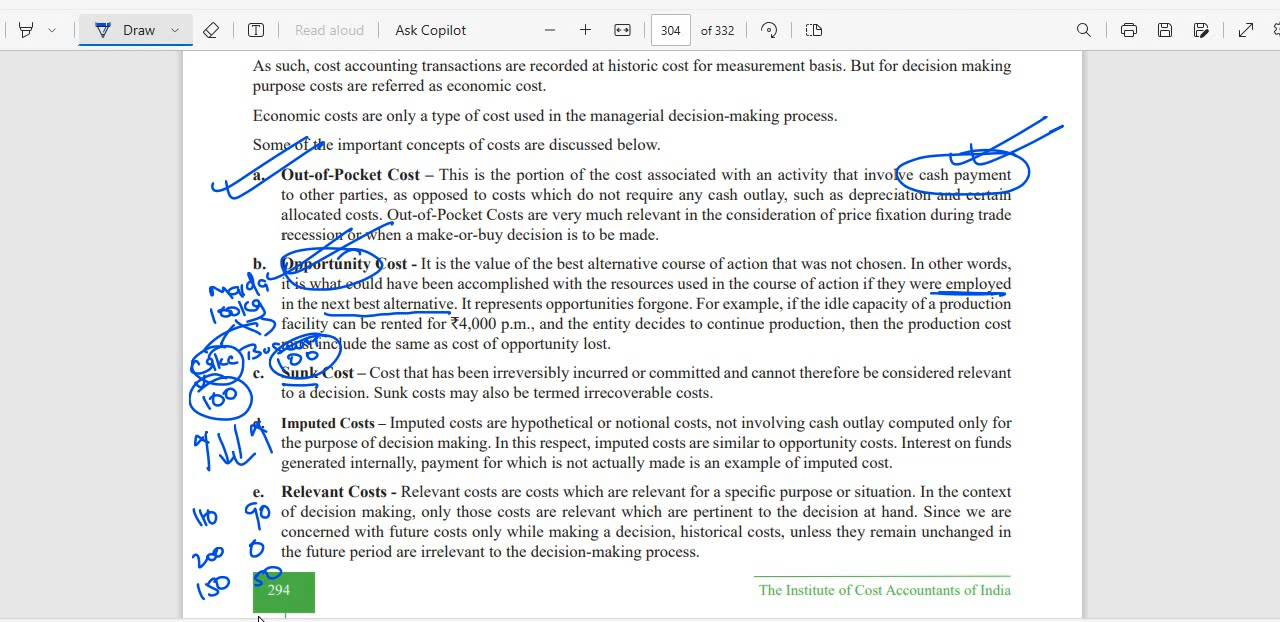 Draw
Read aloud
Ask Copilot
304 of 332
As such, cost accounting transactions are recorded at historic cost for measurement basis. But for decision making
purpose costs are referred as economic cost.
Economic costs are only a type of cost used in the managerial decision-making process.
Some of the important concepts of costs are discussed below.
a. Out-of-Pocket Cost – This is the portion of the cost associated with an activity that involve cash payment
to other parties, as opposed to costs which do not require any cash outlay, such as depreciation and certain
allocated costs. Out-of-Pocket Costs are very much relevant in the consideration of price fixation during trade
recession or when a make-or-buy decision is to be made.
b. Opportunity Cost - It is the value of the best alternative course of action that was not chosen. In other words,
it is what could have been accomplished with the resources used in the course of action if they were employed
in the next best alternative. It represents opportunities forgone. For example, if the idle capacity of a production
facility can be rented for ₹4,000 p.m., and the entity decides to continue production, then the production cost
must include the same as cost of opportunity lost.
c. Sunk Cost – Cost that has been irreversibly incurred or committed and cannot therefore be considered relevant
to a decision. Sunk costs may also be termed irrecoverable costs.
d. Imputed Costs – Imputed costs are hypothetical or notional costs, not involving cash outlay computed only for
the purpose of decision making. In this respect, imputed costs are similar to opportunity costs. Interest on funds
generated internally, payment for which is not actually made is an example of imputed cost.
e. Relevant Costs - Relevant costs are costs which are relevant for a specific purpose or situation. In the context
of decision making, only those costs are relevant which are pertinent to the decision at hand. Since we are
concerned with future costs only while making a decision, historical costs, unless they remain unchanged in
the future period are irrelevant to the decision-making process.
Maida
100kg
Cake
100
100
110 90
200 0
150 50
294
The Institute of Cost Accountants of India